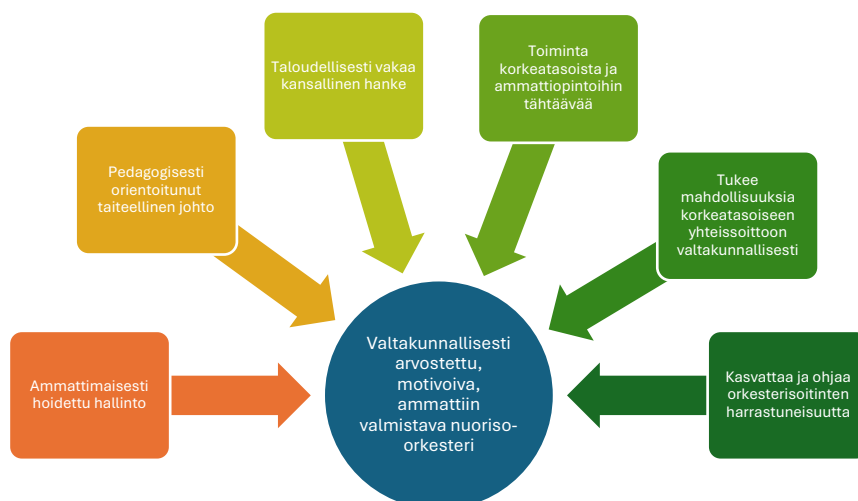 Taloudellisesti vakaa
kansallinen hanke
Toiminta
korkeatasoista ja
ammattiopintoihin
tähtäävää
Pedagogisesti
orientoitunut
taiteellinen johto
Tukee
mahdollisuuksia
korkeatasoiseen
yhteissoittoon
valtakunnallisesti
Ammattimaisesti
hoidettu hallinto
Valtakunnallisesti
arvostettu,
motivoiva,
ammattiin
valmistava nuoriso-
orkesteri
Kasvattaa ja ohjaa
orkesterisoitinten
harrastuneisuutta